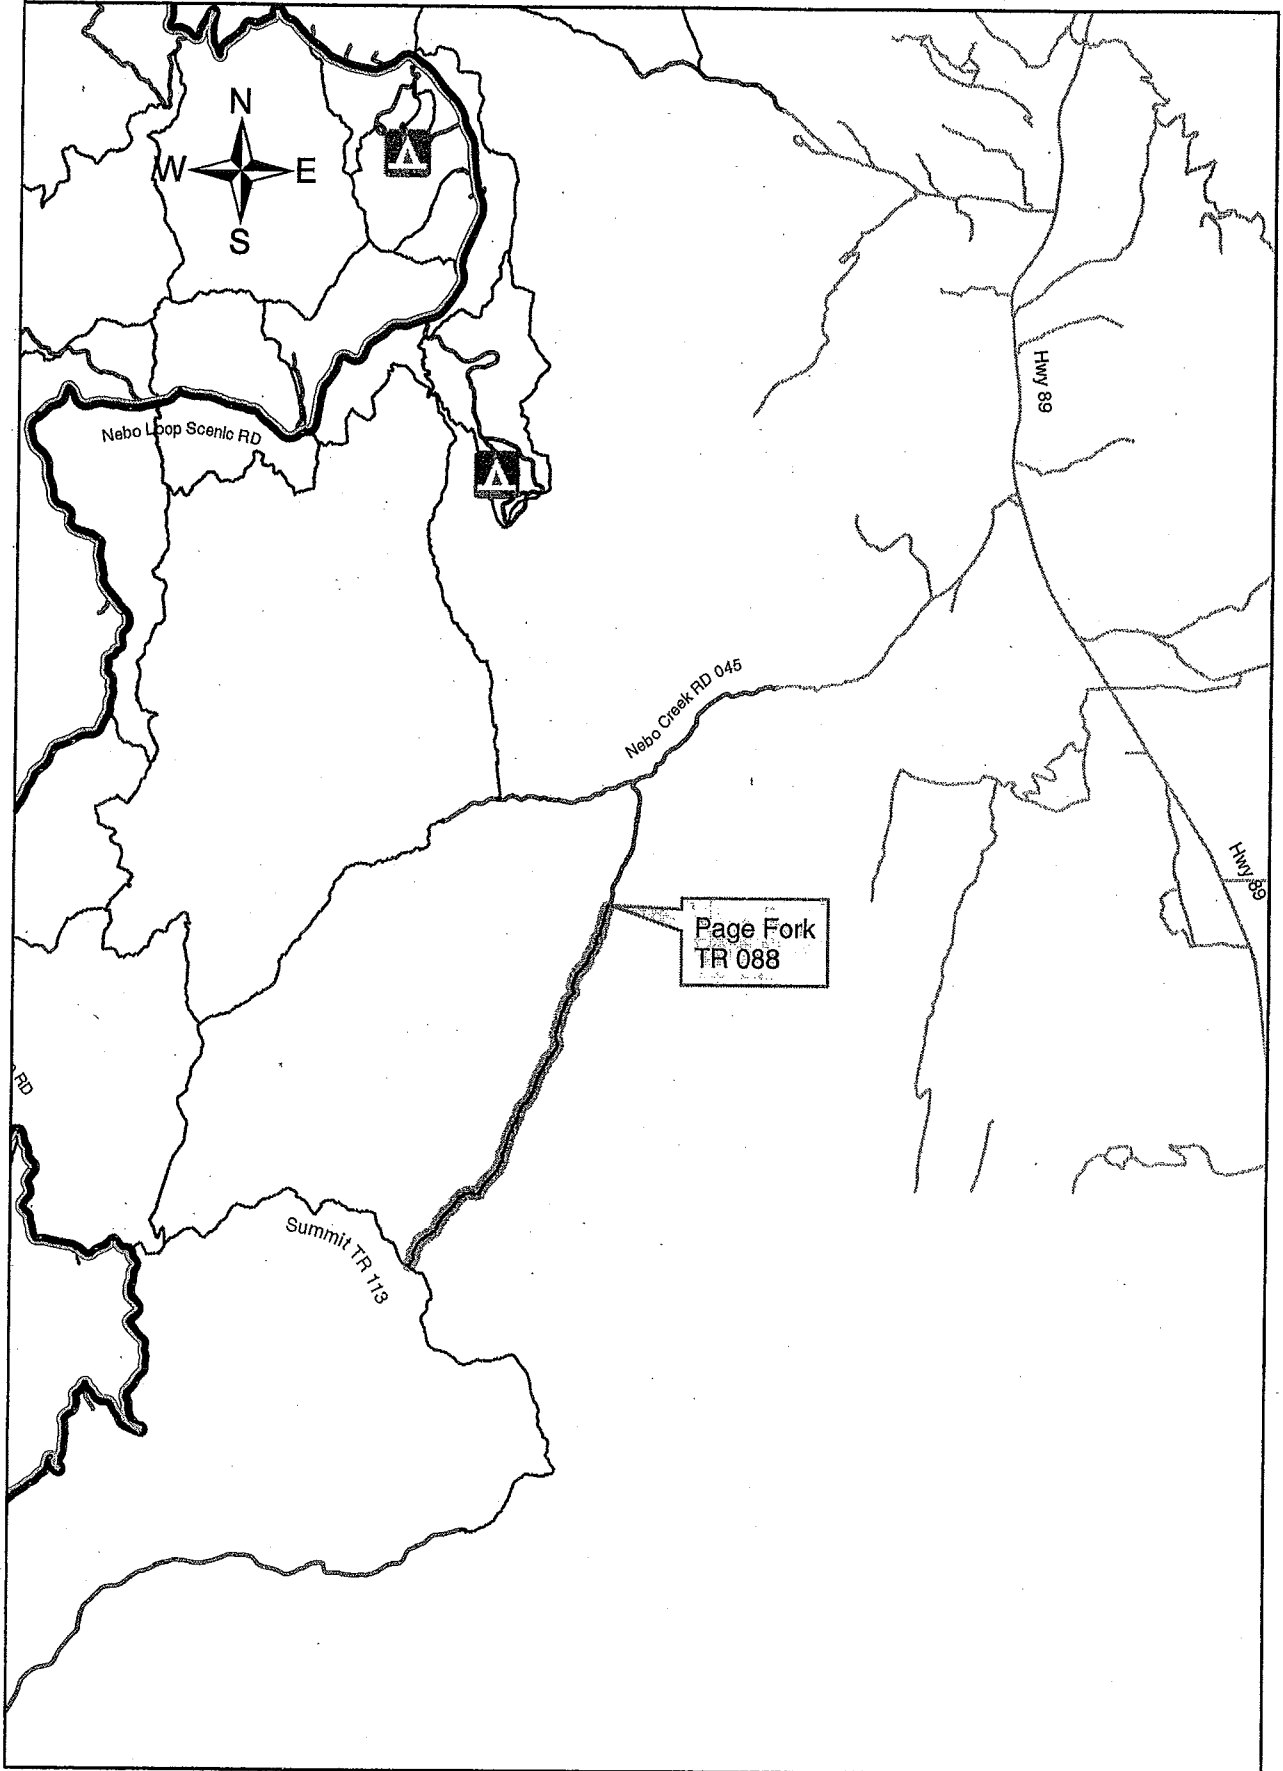 N
W E
S
Hwy 89
Nebo Loop Scenic RD
Nebo Creek RD 045
Hwy 89
Page Fork
TR 088
RD
Summit TR 113